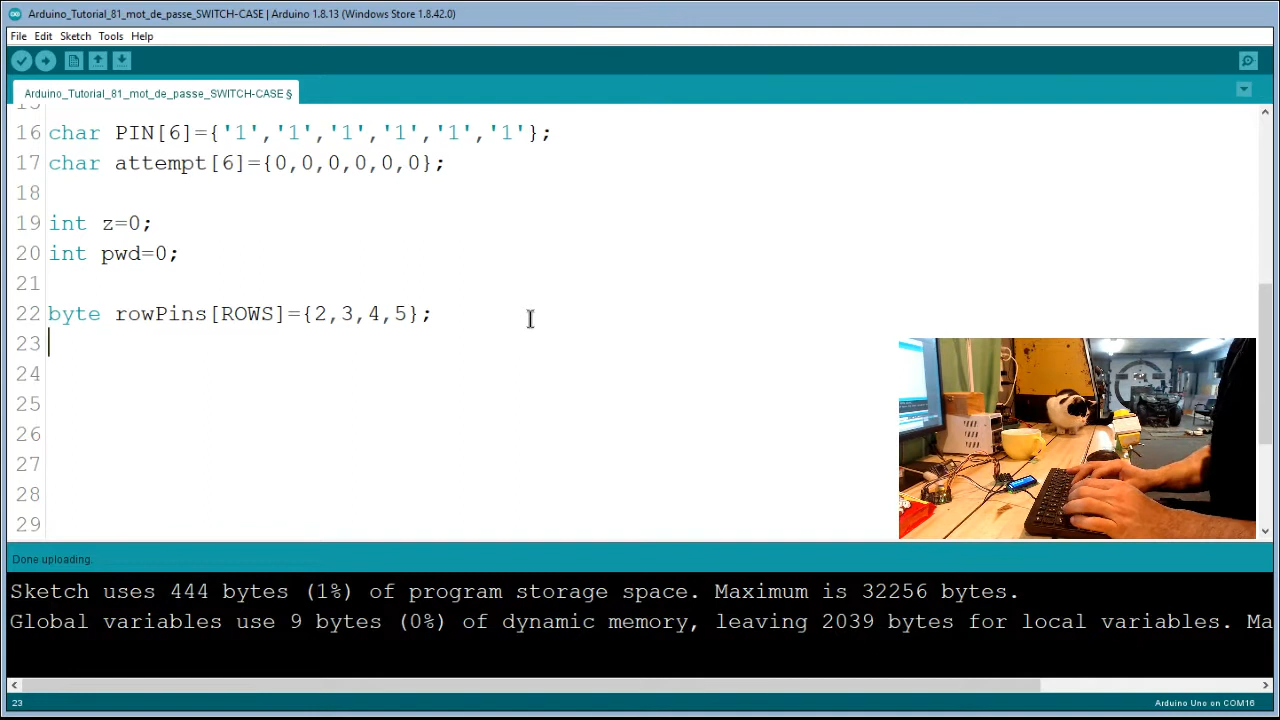 Arduino_Tutorial_81_mot_de_passe_SWITCH-CASE | Arduino 1.8.13 (Windows Store 1.8.42.0)
File Edit Sketch Tools Help
Arduino_Tutorial_81_mot_de_passe_SWITCH-CASE §
16 char PIN[6]={'1','1','1','1','1','1'};
17 char attempt[6]={0,0,0,0,0,0};
18
19 int z=0;
20 int pwd=0;
21
22 byte rowPins[ROWS]={2,3,4,5};
23
24
25
26
27
28
29
Done uploading.
Sketch uses 444 bytes (1%) of program storage space. Maximum is 32256 bytes.
Global variables use 9 bytes (0%) of dynamic memory, leaving 2039 bytes for local variables. Ma
23 Arduino Uno on COM16